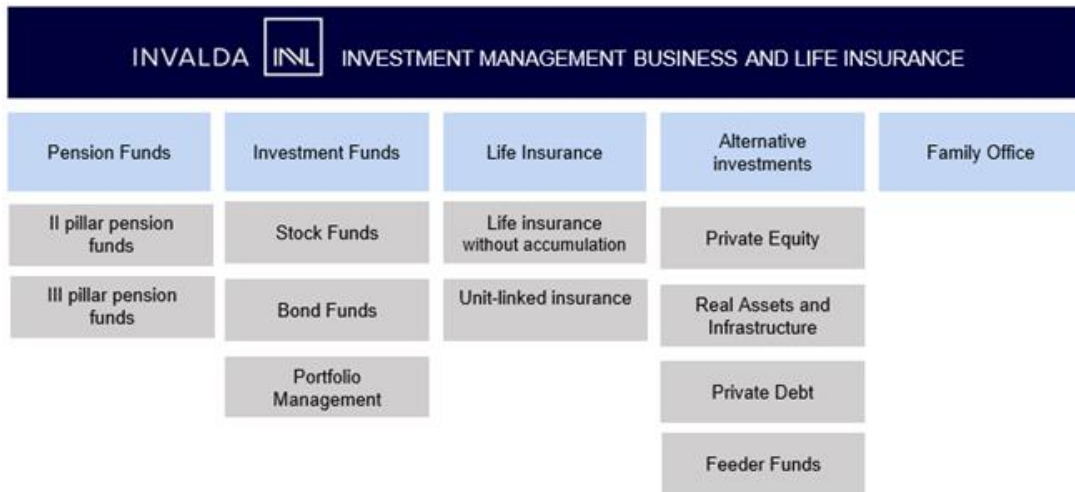 INVALDA INVL INVESTMENT MANAGEMENT BUSINESS AND LIFE INSURANCE
Pension Funds
II pillar pension
funds
III pillar pension
funds
Investment Funds
Stock Funds
Bond Funds
Portfolio
Management
Life Insurance
Life insurance
without accumulation
Unit-linked insurance
Alternative
investments
Private Equity
Real Assets and
Infrastructure
Private Debt
Feeder Funds
Family Office